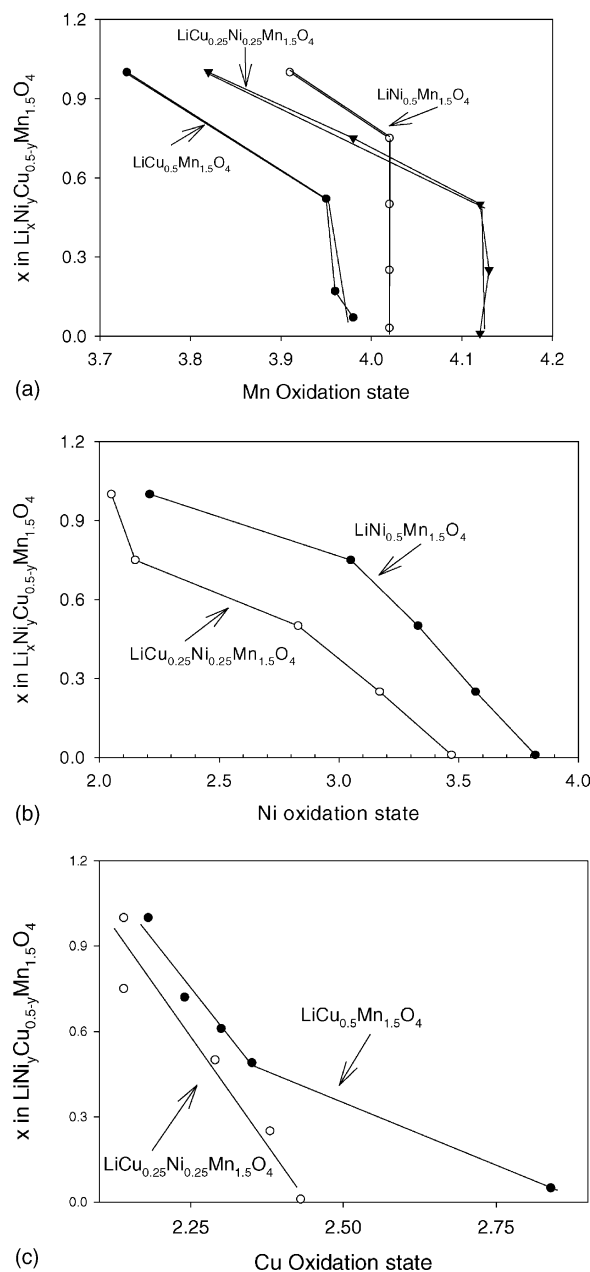 1.2
LiCu0.25Ni0.25Mn1.5O4
0.9
LiNi0.5Mn1.5O4
LiCu0.5Mn1.5O4
0.6
0.3
0.0
x in LixNiyCu0.5-yMn1.5O4
3.7 3.8 3.9 4.0 4.1 4.2
(a) Mn Oxidation state
1.2
0.9
LiNi0.5Mn1.5O4
0.6
LiCu0.25Ni0.25Mn1.5O4
0.3
0.0
x in LixNiyCu0.5-yMn1.5O4
2.0 2.5 3.0 3.5 4.0
(b) Ni oxidation state
1.2
0.9
LiCu0.5Mn1.5O4
0.6
0.3
LiCu0.25Ni0.25Mn1.5O4
0.0
x in LiNiyCu0.5-yMn1.5O4
2.25 2.50 2.75
(c) Cu Oxidation state